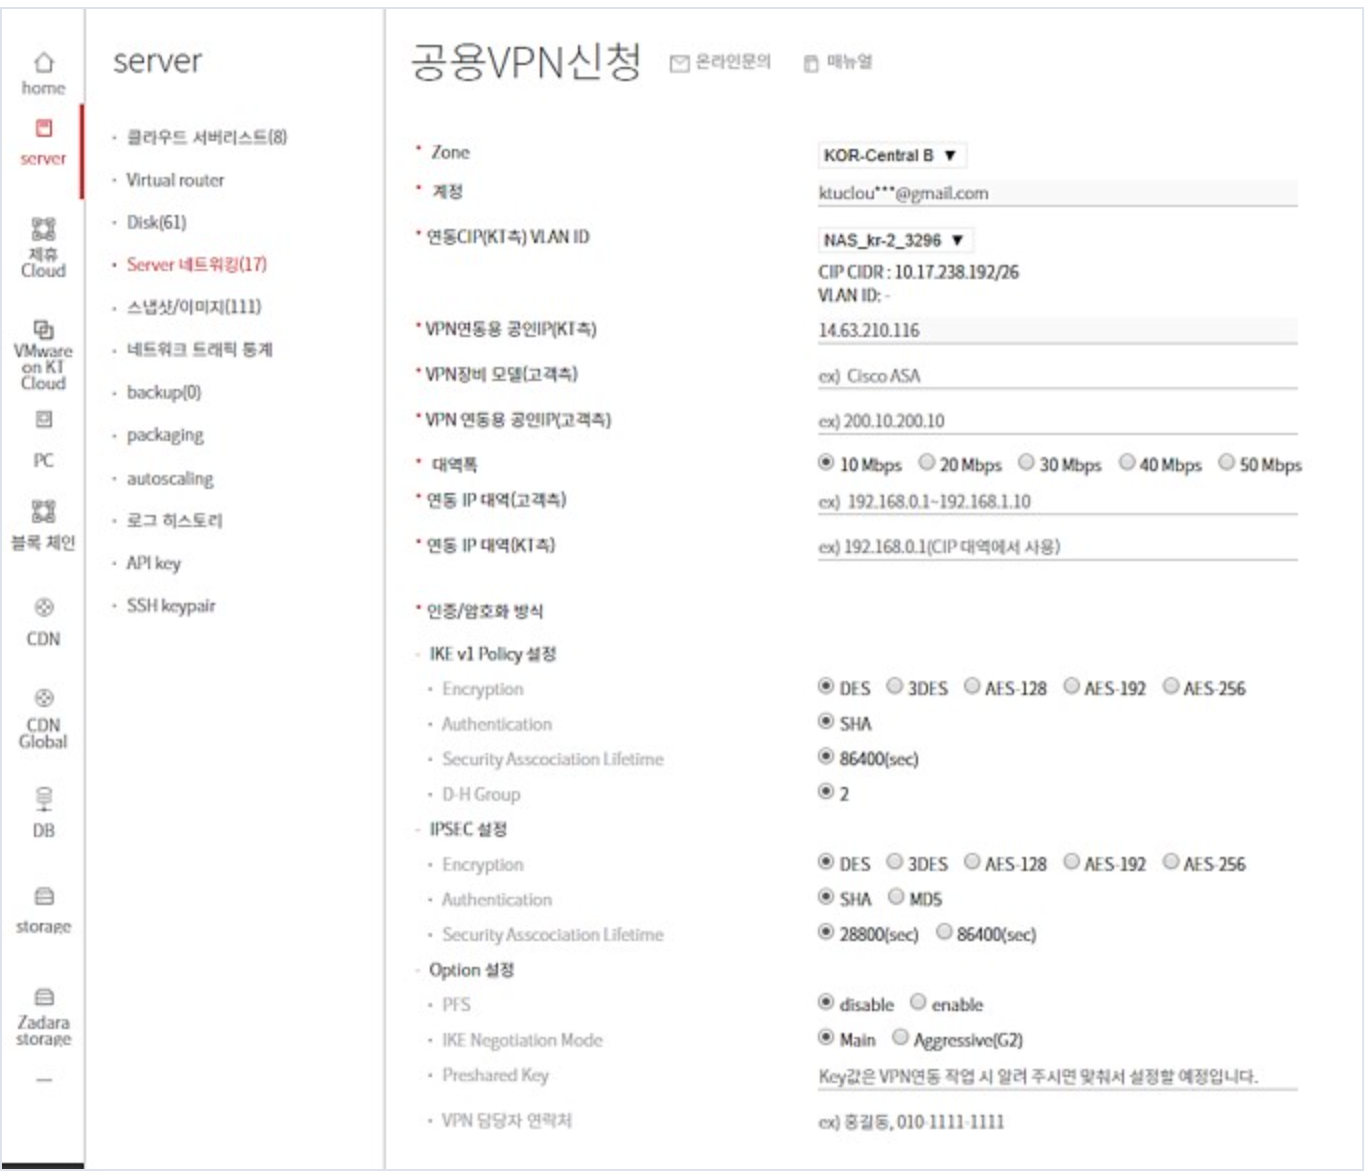 home
server
제휴
Cloud
VMware
on KT
Cloud
PC
블록 체인
CDN
CDN
Global
DB
storage
Zadara
storage
server
클라우드 서버리스트(8)
Virtual router
Disk(61)
Server 네트워킹(17)
스냅샷/이미지(111)
네트워크 트래픽 통계
backup(0)
packaging
autoscaling
로그 히스토리
API key
SSH keypair
공용VPN신청 온라인문의 매뉴얼
* Zone KOR-Central B ▼
* 계정 ktuclou***@gmail.com
* 연동CIP(KT측) VLAN ID NAS_kr-2_3296 ▼
CIP CIDR : 10.17.238.192/26
VLAN ID: -
* VPN연동용 공인IP(KT측) 14.63.210.116
* VPN장비 모델(고객측) ex) Cisco ASA
* VPN 연동용 공인IP(고객측) ex) 200.10.200.10
* 대역폭 10 Mbps 20 Mbps 30 Mbps 40 Mbps 50 Mbps
* 연동 IP 대역(고객측) ex) 192.168.0.1~192.168.1.10
* 연동 IP 대역(KT측) ex) 192.168.0.1(CIP 대역에서 사용)
* 인증/암호화 방식
- IKE v1 Policy 설정
Encryption DES 3DES AES-128 AES-192 AES-256
Authentication SHA
Security Asscociation Lifetime 86400(sec)
D-H Group 2
- IPSEC 설정
Encryption DES 3DES AES-128 AES-192 AES-256
Authentication SHA MD5
Security Asscociation Lifetime 28800(sec) 86400(sec)
- Option 설정
PFS disable enable
IKE Negotiation Mode Main Aggressive(G2)
Preshared Key Key값은 VPN연동 작업 시 알려 주시면 맞춰서 설정할 예정입니다.
VPN 담당자 연락처 ex) 홍길동, 010-1111-1111